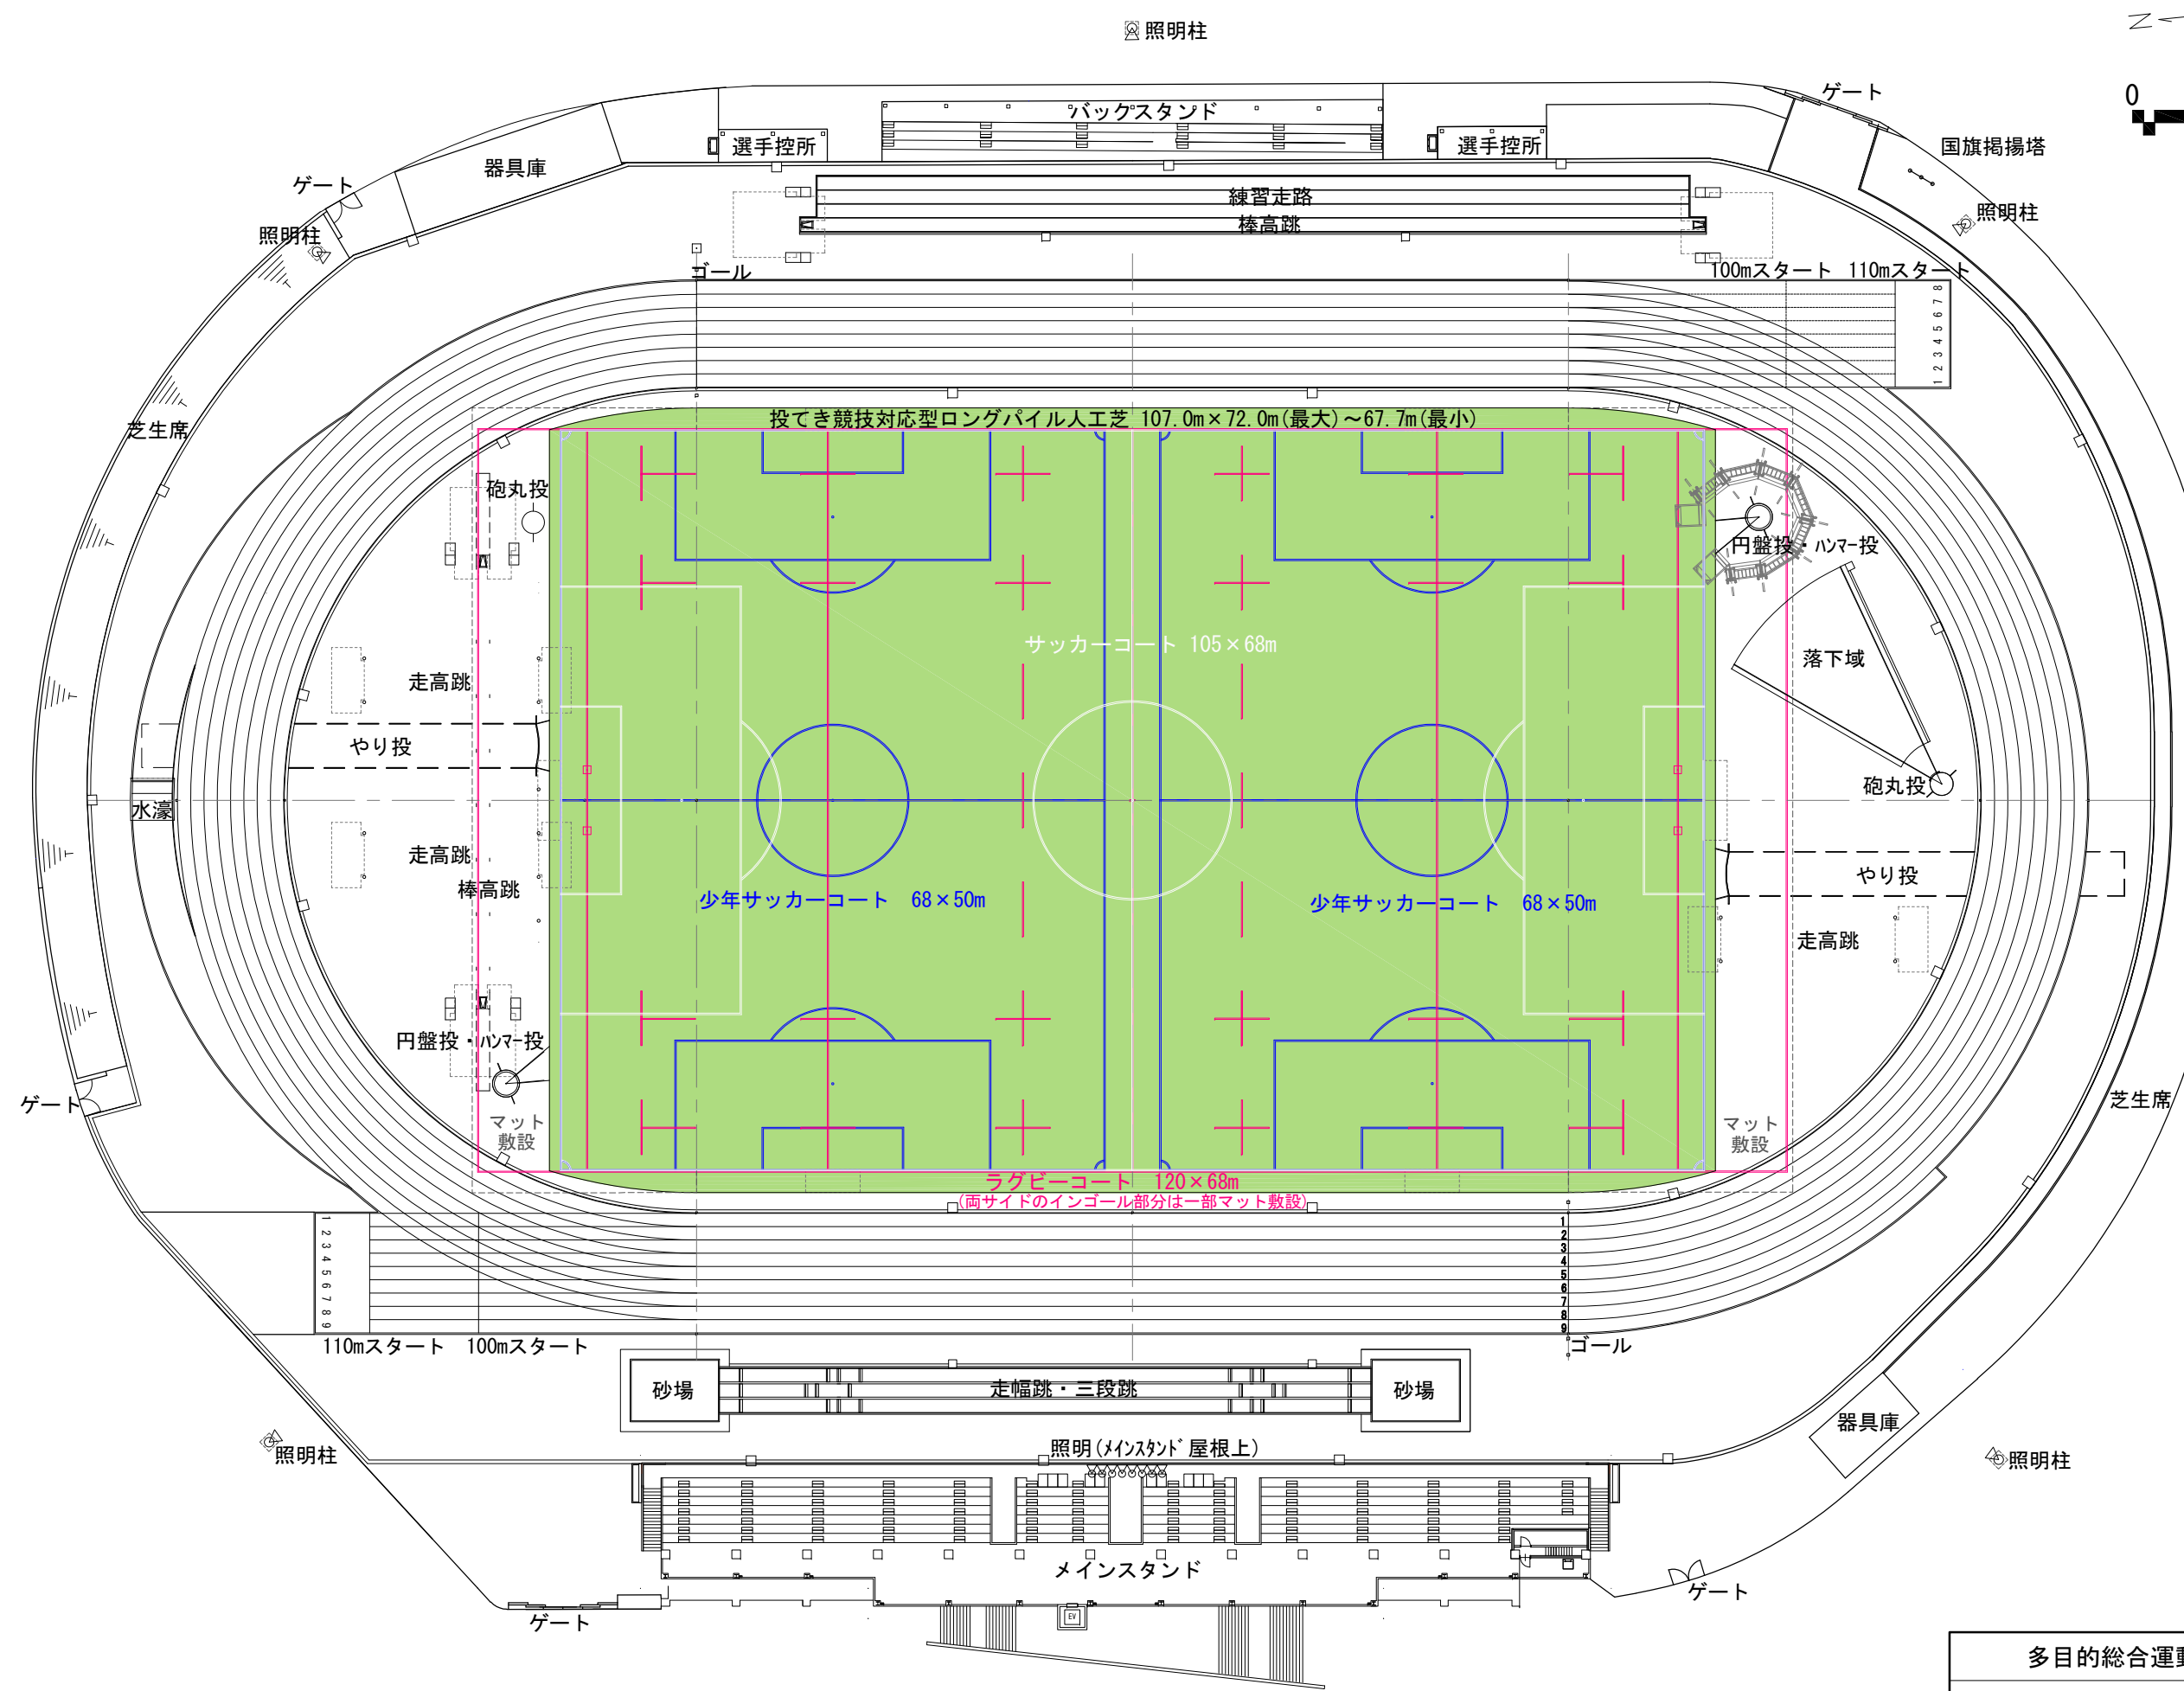 照明柱
0
ゲート
バックスタンド
選手控所
選手控所
国旗掲揚塔
器具庫
ゲート
練習走路
照明柱
棒高跳
照明柱
ゴール
100mスタート 110mスタート
1 2 3 4 5 6 7 8
投てき競技対応型ロングパイル人工芝 107.0m×72.0m(最大)～67.7m(最小)
芝生席
砲丸投
円盤投・ハンマー投
サッカーコート 105×68m
落下域
走高跳
やり投
砲丸投
水濠
走高跳
棒高跳
やり投
少年サッカーコート 68×50m
少年サッカーコート 68×50m
走高跳
円盤投・ハンマー投
ゲート
芝生席
マット
敷設
マット
敷設
ラグビーコート 120×68m
(両サイドのインゴール部分は一部マット敷設)
1 2 3 4 5 6 7 8 9
1
2
3
4
5
6
7
8
9
110mスタート 100mスタート
ゴール
砂場
走幅跳・三段跳
砂場
器具庫
照明柱
照明(メインスタンド屋根上)
照明柱
メインスタンド
ゲート
ゲート
EV
多目的総合運